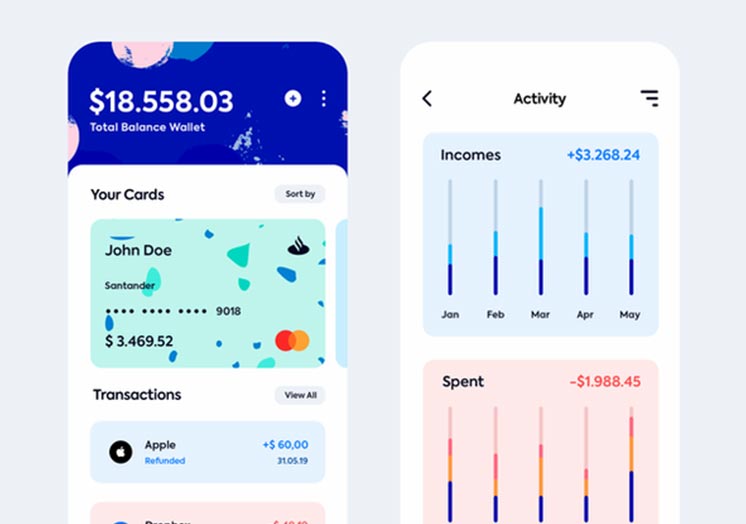 $18.558.03
Total Balance Wallet
Your Cards
Sort by
John Doe
Santander
•••• •••• •••• 9018
$ 3.469.52
Transactions
View All
Apple
+$ 60,00
Refunded
31.05.19
Activity
Incomes
+$3.268.24
Jan Feb Mar Apr May
Spent
-$1.988.45